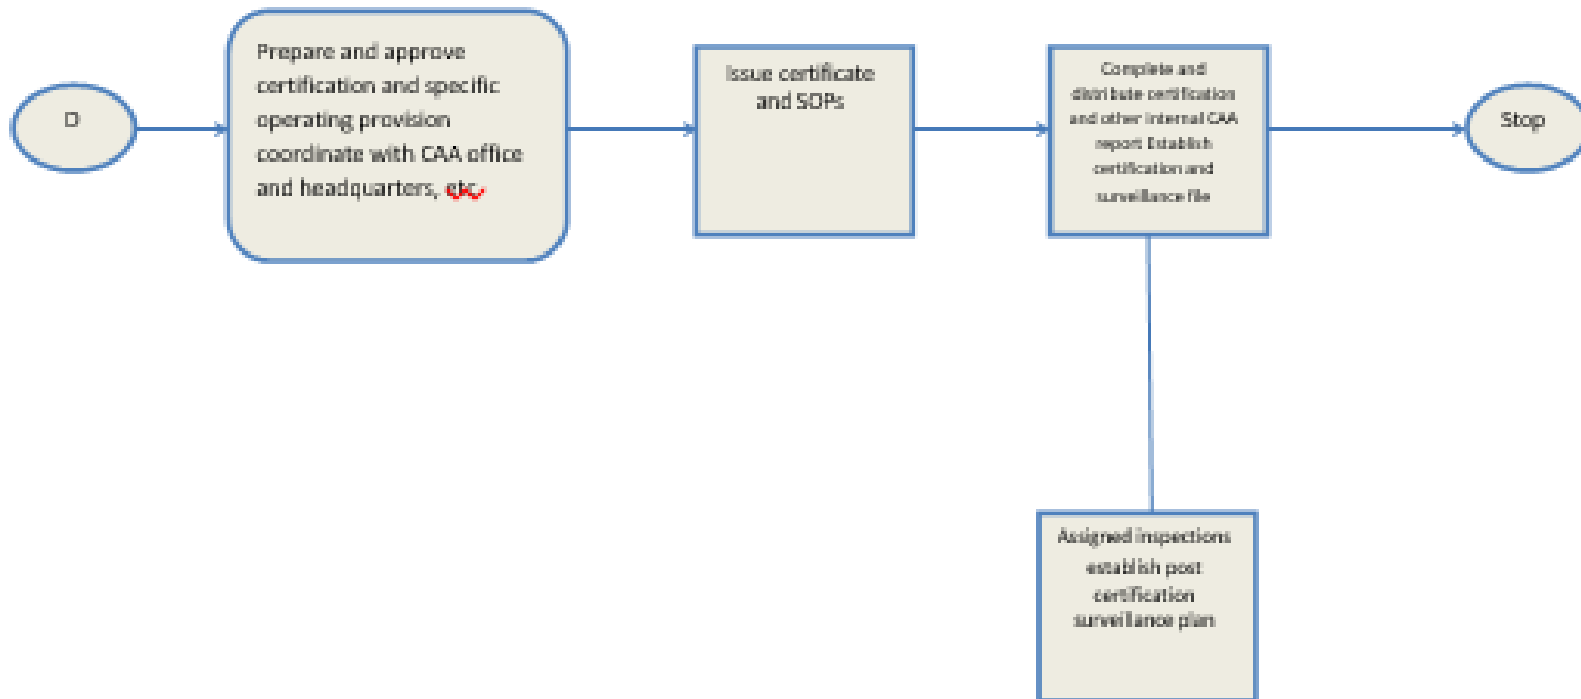 D
Prepare and approve
certification and specific
operating provision
coordinate with CAA office
and headquarters, etc
Issue certificate
and SOPs
Complete and
distribute certification
and other internal CAA
report Establish
certification and
surveillance file
Stop
Assigned inspections
establish post
certification
surveillance plan